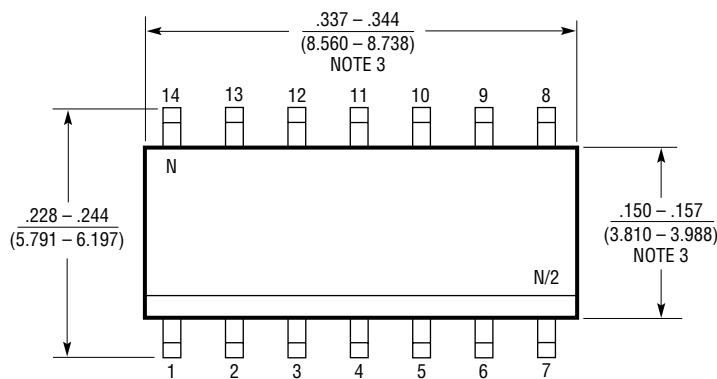 .337 – .344
(8.560 – 8.738)
NOTE 3
14 13 12 11 10 9 8
N
.228 – .244
(5.791 – 6.197)
.150 – .157
(3.810 – 3.988)
NOTE 3
N/2
1 2 3 4 5 6 7